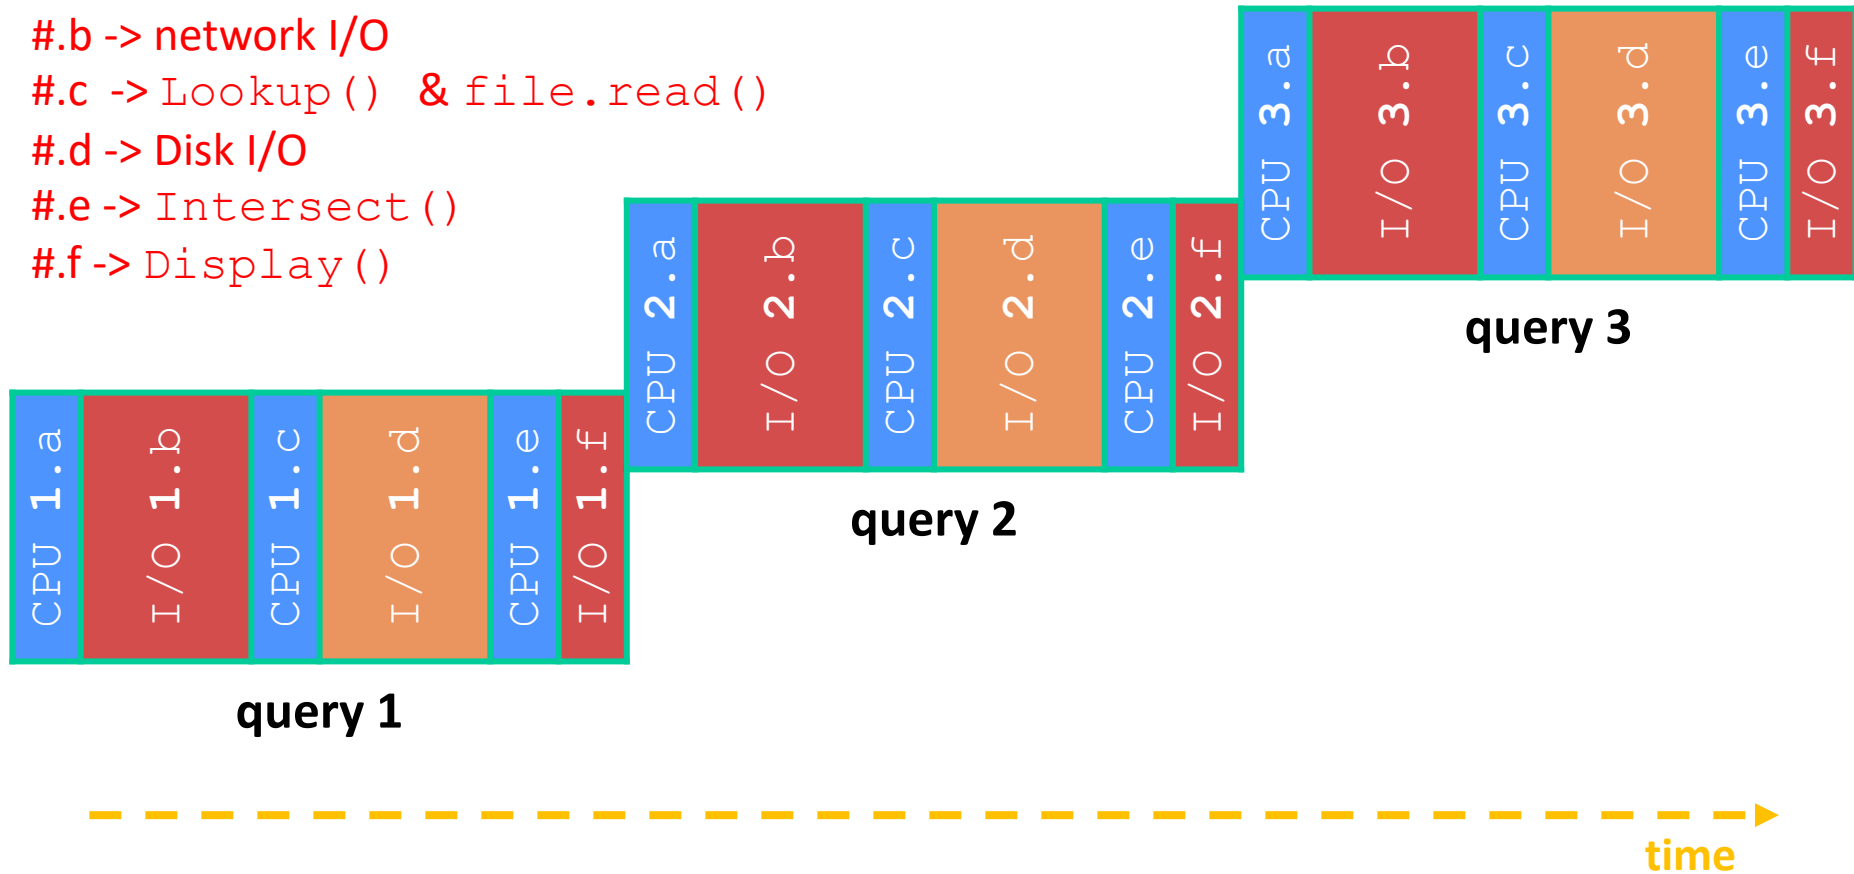 #.b -> network I/O
#.c -> Lookup() & file.read()
#.d -> Disk I/O
#.e -> Intersect()
#.f -> Display()
CPU 1.a
I/O 1.b
CPU 1.c
I/O 1.d
CPU 1.e
I/O 1.f
query 1
CPU 2.a
I/O 2.b
CPU 2.c
I/O 2.d
CPU 2.e
I/O 2.f
query 2
CPU 3.a
I/O 3.b
CPU 3.c
I/O 3.d
CPU 3.e
I/O 3.f
query 3
time